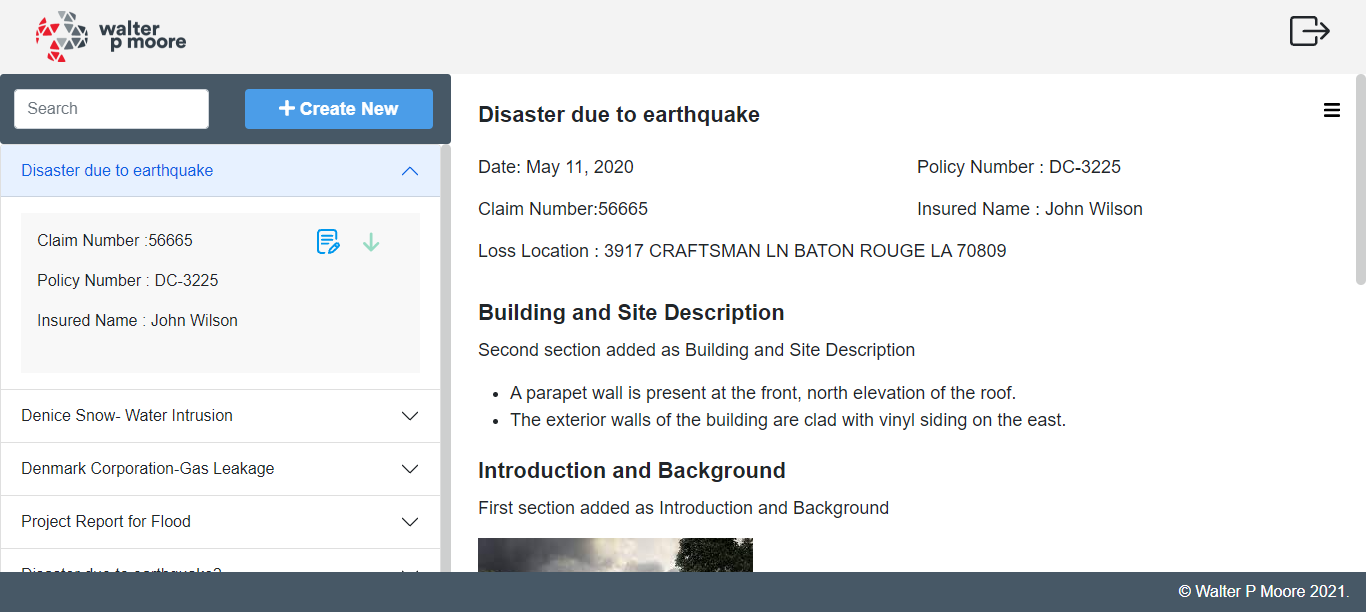 walter
p moore
Search
Create New
Disaster due to earthquake
Claim Number :56665
Policy Number : DC-3225
Insured Name : John Wilson
Denice Snow- Water Intrusion
Denmark Corporation-Gas Leakage
Project Report for Flood
Disaster due to earthquake2
Disaster due to earthquake
Date: May 11, 2020
Policy Number : DC-3225
Claim Number:56665
Insured Name : John Wilson
Loss Location : 3917 CRAFTSMAN LN BATON ROUGE LA 70809
Building and Site Description
Second section added as Building and Site Description
A parapet wall is present at the front, north elevation of the roof.
The exterior walls of the building are clad with vinyl siding on the east.
Introduction and Background
First section added as Introduction and Background
© Walter P Moore 2021.